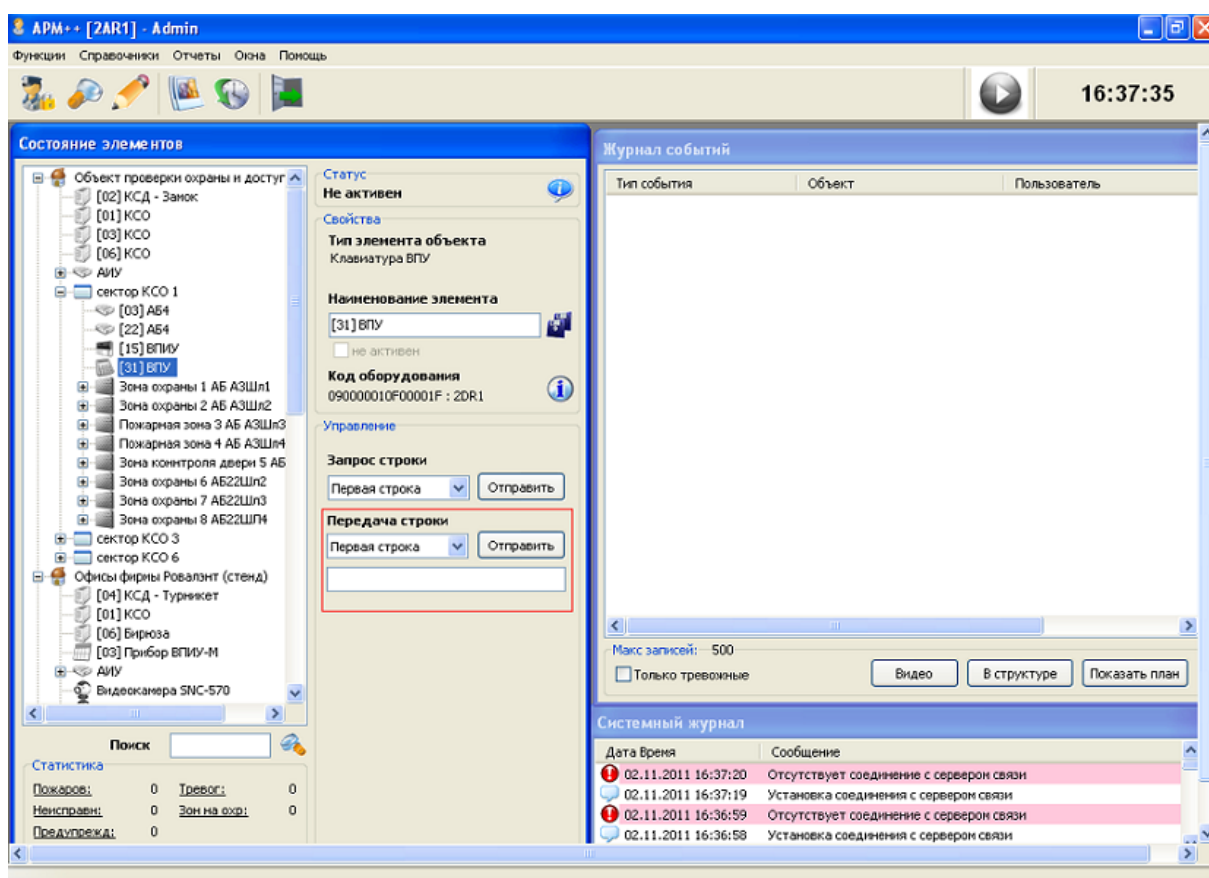 АРМ++ [2AR1] - Admin
Функции Справочники Отчеты Окна Помощь
16:37:35
Состояние элементов
Объект проверки охраны и доступ
[02] КСД - Замок
[01] КСО
[03] КСО
[06] КСО
АИУ
сектор КСО 1
[03] АБ4
[22] АБ4
[15] ВПИУ
[31] ВПУ
Зона охраны 1 АБ А3Шл1
Зона охраны 2 АБ А3Шл2
Пожарная зона 3 АБ А3Шл3
Пожарная зона 4 АБ А3Шл4
Зона коннтроля двери 5 АБ
Зона охраны 6 АБ22Шл2
Зона охраны 7 АБ22Шл3
Зона охраны 8 АБ22ШЛ4
сектор КСО 3
сектор КСО 6
Офисы фирмы Ровалэнт (стенд)
[04] КСД - Турникет
[01] КСО
[06] Бирюза
[03] Прибор ВПИУ-М
АИУ
Видеокамера SNC-570
Поиск
Статистика
Пожаров: 0 Тревог: 0
Неисправн: 0 Зон на охр: 0
Предупрежд: 0
Статус
Не активен
Свойства
Тип элемента объекта
Клавиатура ВПУ
Наименование элемента
[31] ВПУ
не активен
Код оборудования
090000010F00001F : 2DR1
Управление
Запрос строки
Первая строка Отправить
Передача строки
Первая строка Отправить
Журнал событий
Тип события Объект Пользователь
Макс записей: 500
Только тревожные Видео В структуре Показать план
Системный журнал
Дата Время Сообщение
02.11.2011 16:37:20 Отсутствует соединение с сервером связи
02.11.2011 16:37:19 Установка соединения с сервером связи
02.11.2011 16:36:59 Отсутствует соединение с сервером связи
02.11.2011 16:36:58 Установка соединения с сервером связи